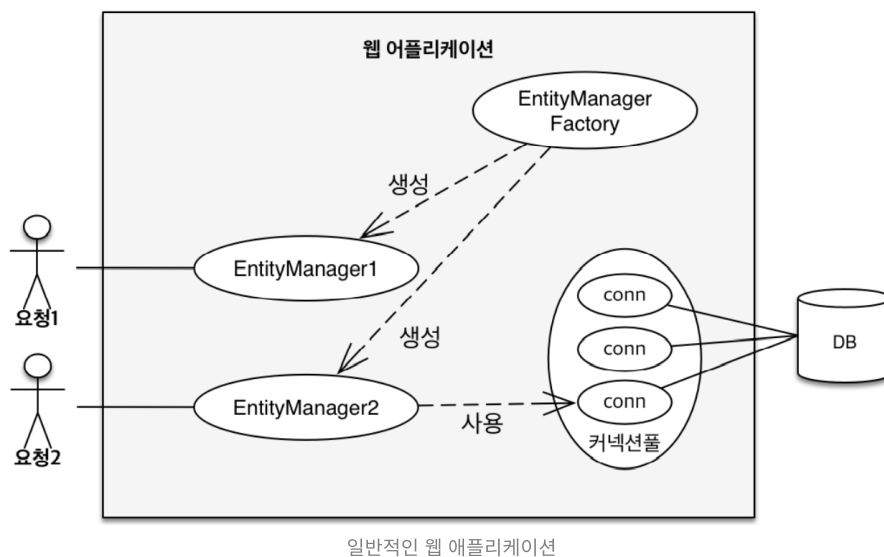 웹 어플리케이션
EntityManager
Factory
생성
EntityManager1
요청1
conn
생성
conn
DB
EntityManager2
사용
conn
커넥션풀
요청2
일반적인 웹 애플리케이션